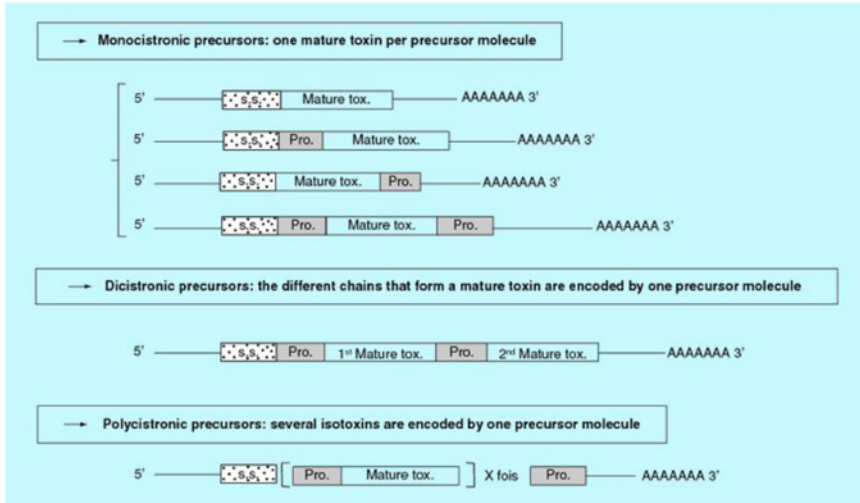 → Monocistronic precursors: one mature toxin per precursor molecule
5' S.S. Mature tox. AAAAAAA 3'
5' S.S. Pro. Mature tox. AAAAAAA 3'
5' S.S. Mature tox. Pro. AAAAAAA 3'
5' S.S. Pro. Mature tox. Pro. AAAAAAA 3'
→ Dicistronic precursors: the different chains that form a mature toxin are encoded by one precursor molecule
5' S.S. Pro. 1st Mature tox. Pro. 2nd Mature tox. AAAAAAA 3'
→ Polycistronic precursors: several isotoxins are encoded by one precursor molecule
5' S.S. [ Pro. Mature tox. ] X fois Pro. AAAAAAA 3'